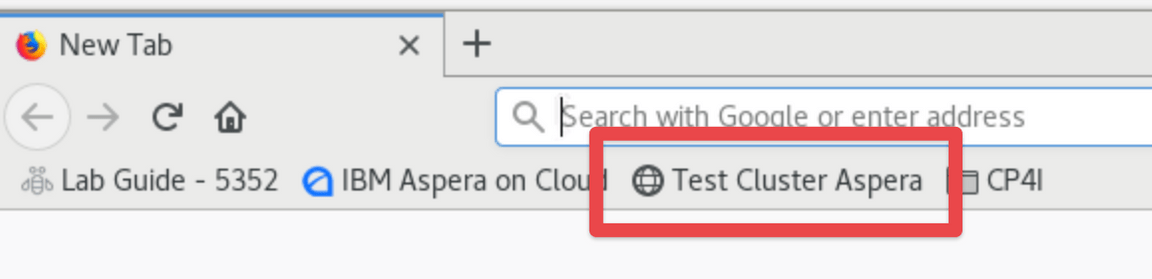 New Tab
Search with Google or enter address
Lab Guide - 5352 IBM Aspera on Cloud Test Cluster Aspera CP4I